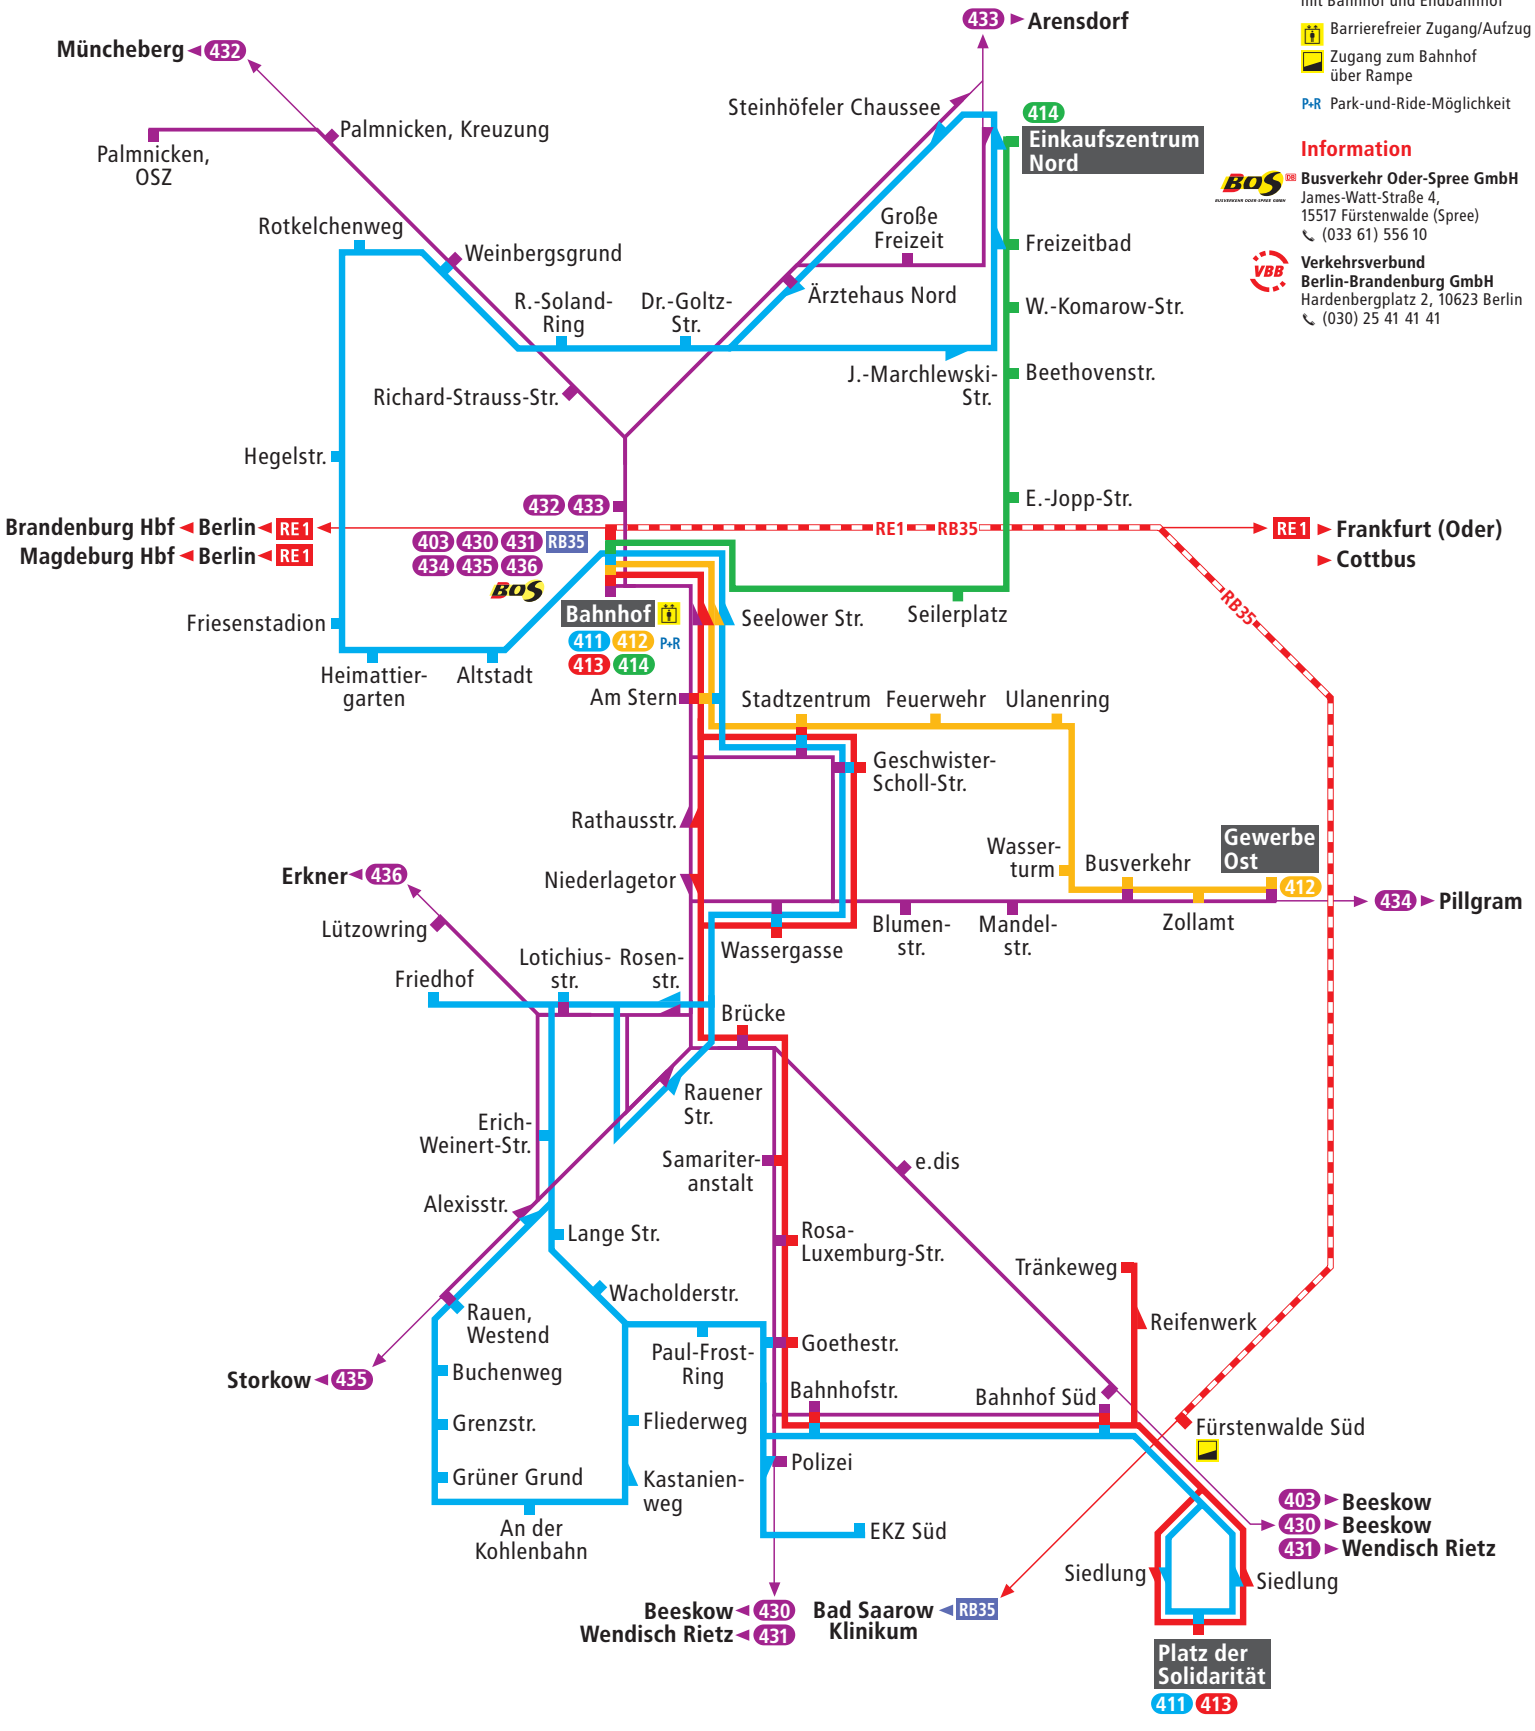 433 Arensdorf
Müncheberg 432
Barrierefreier Zugang/Aufzug
Zugang zum Bahnhof
über Rampe
P+R Park-und-Ride-Möglichkeit
Information
BOS
Busverkehr Oder-Spree GmbH
James-Watt-Straße 4,
15517 Fürstenwalde (Spree)
(033 61) 556 10
VBB
Verkehrsverbund
Berlin-Brandenburg GmbH
Hardenbergplatz 2, 10623 Berlin
(030) 25 41 41 41
Steinhöfeler Chaussee
414
Einkaufszentrum
Nord
Palmnicken, Kreuzung
Palmnicken,
OSZ
Große
Freizeit
Freizeitbad
Rotkelchenweg
Weinbergsgrund
R.-Soland-
Ring
Dr.-Goltz-
Str.
Ärztehaus Nord
W.-Komarow-Str.
J.-Marchlewski-
Str.
Beethovenstr.
Richard-Strauss-Str.
Hegelstr.
E.-Jopp-Str.
432 433
Brandenburg Hbf Berlin RE1
Magdeburg Hbf Berlin RE1
RE1 RB35
RE1 Frankfurt (Oder)
Cottbus
403 430 431 RB35
434 435 436
BOS
RB35
Bahnhof
411 412 P+R
413 414
Seelower Str.
Seilerplatz
Friesenstadion
Heimattier-
garten
Altstadt
Am Stern
Stadtzentrum
Feuerwehr
Ulanenring
Geschwister-
Scholl-Str.
Rathausstr.
Wasser-
turm
Busverkehr
Gewerbe
Ost
412
Erkner 436
Niederlagetor
434 Pillgram
Lützowring
Wassergasse
Blumen-
str.
Mandel-
str.
Zollamt
Friedhof
Lotichius-
str.
Rosen-
str.
Brücke
Rauener
Str.
Erich-
Weinert-Str.
Samariter-
anstalt
e.dis
Alexisstr.
Lange Str.
Rosa-
Luxemburg-Str.
Tränkeweg
Wacholderstr.
Rauen,
Westend
Reifenwerk
Goethestr.
Paul-Frost-
Ring
Storkow 435
Buchenweg
Bahnhofstr.
Bahnhof Süd
Grenzstr.
Fliederweg
Fürstenwalde Süd
Polizei
Grüner Grund
Kastanien-
weg
403 Beeskow
430 Beeskow
431 Wendisch Rietz
An der
Kohlenbahn
EKZ Süd
Siedlung
Siedlung
Beeskow 430
Wendisch Rietz 431
Bad Saarow RB35
Klinikum
Platz der
Solidarität
411 413